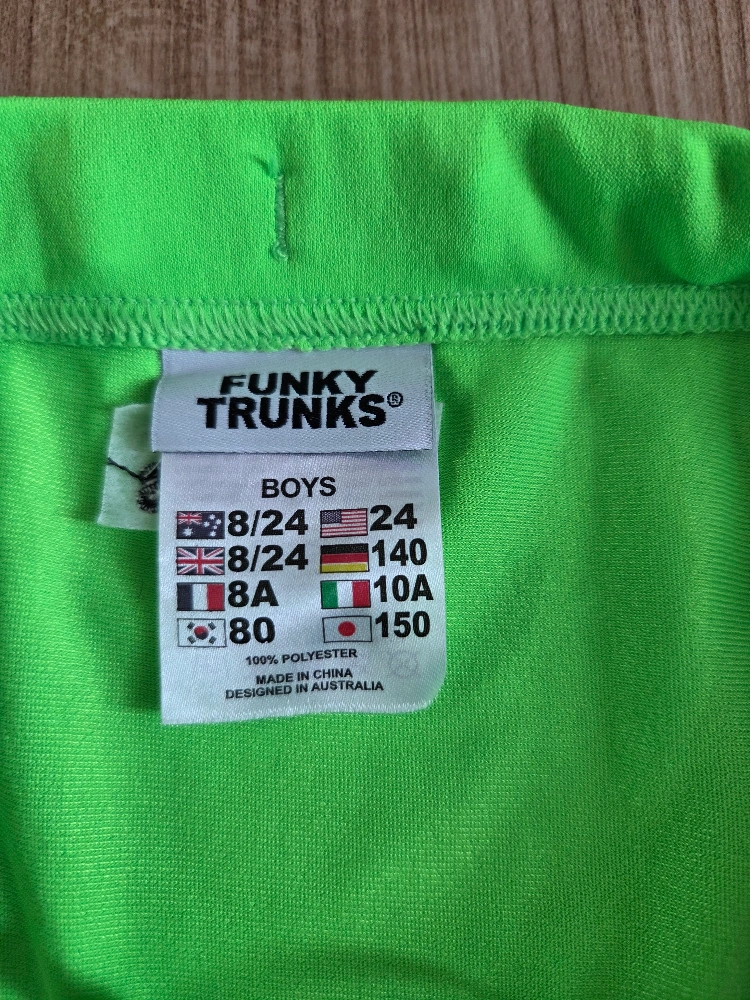 FUNKY
TRUNKS®
BOYS
8/24 24
8/24 140
8A 10A
80 150
100% POLYESTER
MADE IN CHINA
DESIGNED IN AUSTRALIA